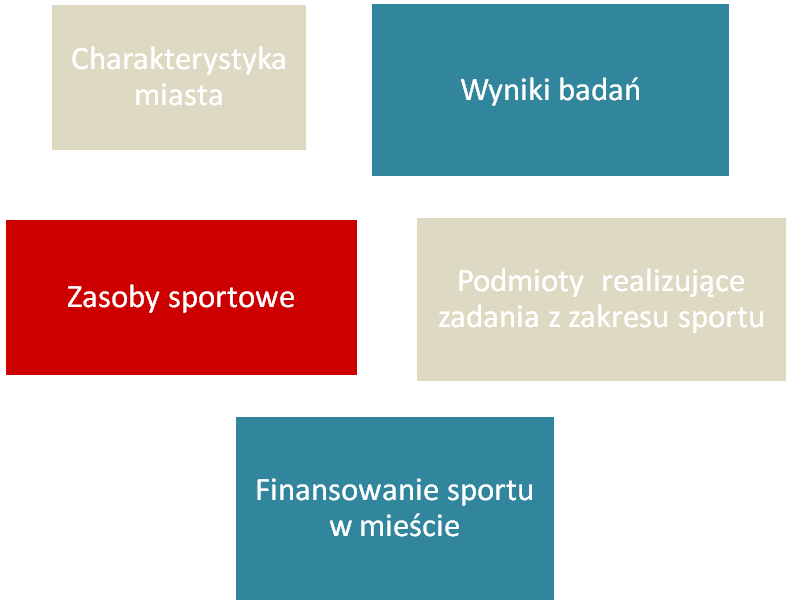 Charakterystyka
miasta
Wyniki badań
Zasoby sportowe
Podmioty realizujące
zadania z zakresu sportu
Finansowanie sportu
w mieście